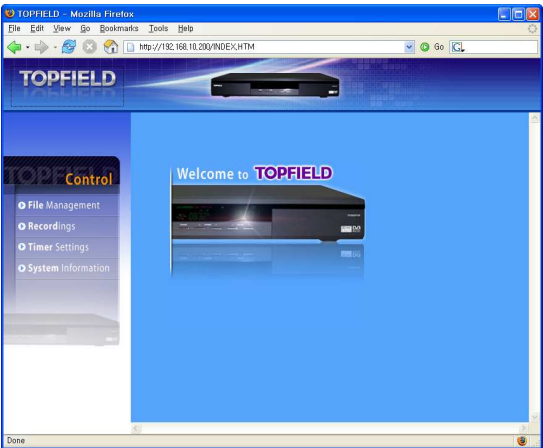 TOPFIELD - Mozilla Firefox
File Edit View Go Bookmarks Tools Help
http://192.168.10.200/INDEX.HTM Go
TOPFIELD
TOPFIELD
Control
File Management
Recordings
Timer Settings
System Information
Welcome to TOPFIELD
Done